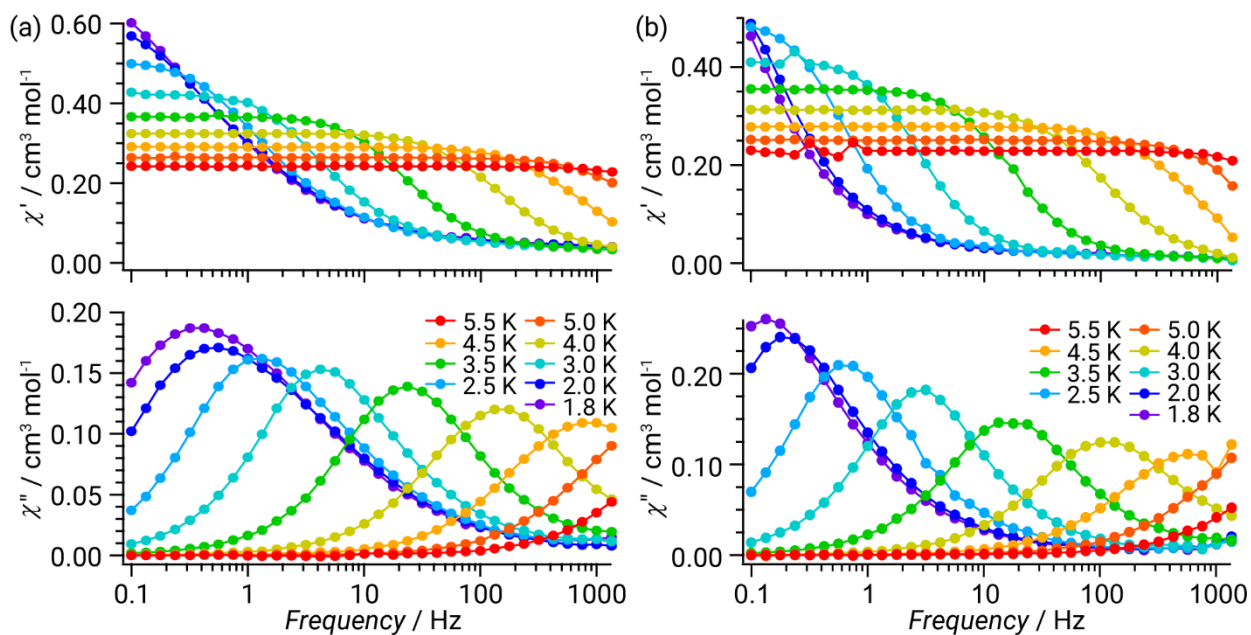 (a)
0.60
0.40
0.20
0.00
χ' / cm³ mol⁻¹
(b)
0.40
0.20
0.00
χ' / cm³ mol⁻¹
0.20
0.15
0.10
0.05
0.00
χ'' / cm³ mol⁻¹
5.5 K 5.0 K
4.5 K 4.0 K
3.5 K 3.0 K
2.5 K 2.0 K
1.8 K
0.1 1 10 100 1000
Frequency / Hz
0.20
0.10
0.00
χ'' / cm³ mol⁻¹
5.5 K 5.0 K
4.5 K 4.0 K
3.5 K 3.0 K
2.5 K 2.0 K
1.8 K
0.1 1 10 100 1000
Frequency / Hz